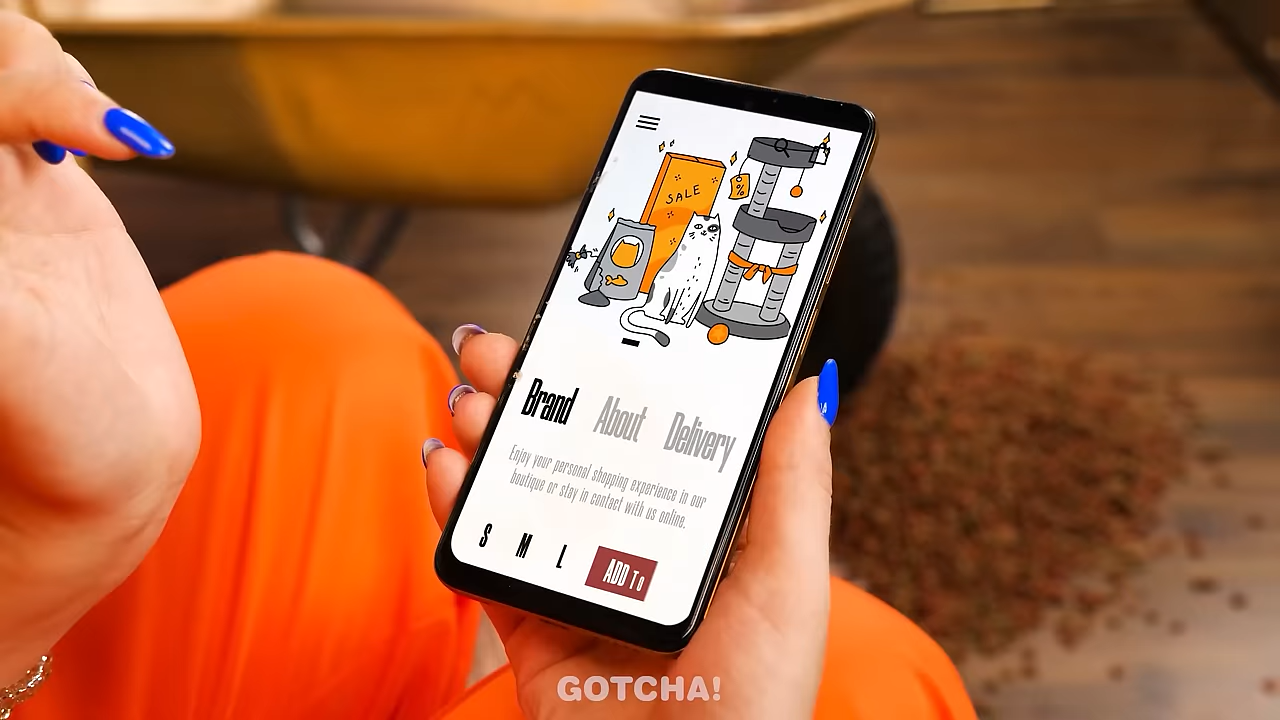 SALE
%
Brand About Delivery
Enjoy your personal shopping experience in our
boutique or stay in contact with us online.
S M L ADD To
GOTCHA!